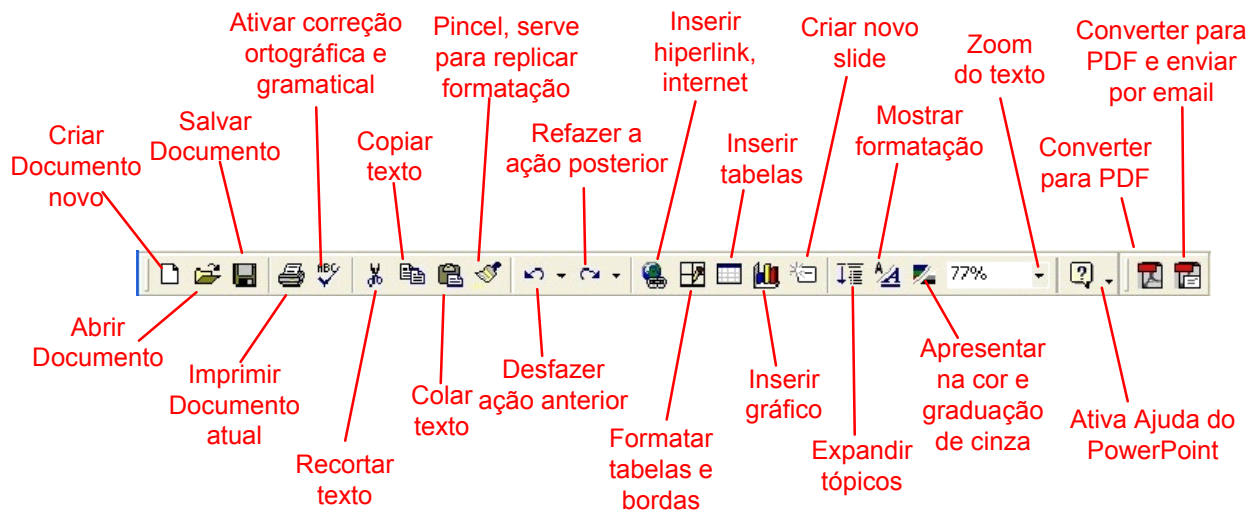 Ativar correção
ortográfica e
gramatical
Pincel, serve
para replicar
formatação
Inserir
hiperlink,
internet
Criar novo
slide
Zoom
do texto
Converter para
PDF e enviar
por email
Criar
Documento
novo
Salvar
Documento
Copiar
texto
Refazer a
ação posterior
Inserir
tabelas
Mostrar
formatação
Converter
para PDF
ABC
A
A
77%
?
Abrir
Documento
Imprimir
Documento
atual
Recortar
texto
Colar
texto
Desfazer
ação anterior
Formatar
tabelas e
bordas
Inserir
gráfico
Expandir
tópicos
Apresentar
na cor e
graduação
de cinza
Ativa Ajuda do
PowerPoint